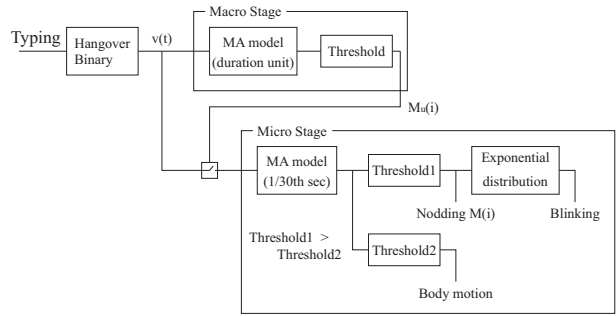 Macro Stage
Typing
Hangover
Binary
v(t)
MA model
(duration unit)
Threshold
Mu(i)
Micro Stage
MA model
(1/30th sec)
Threshold1
Exponential
distribution
Nodding M(i)
Blinking
Threshold1 >
Threshold2
Threshold2
Body motion